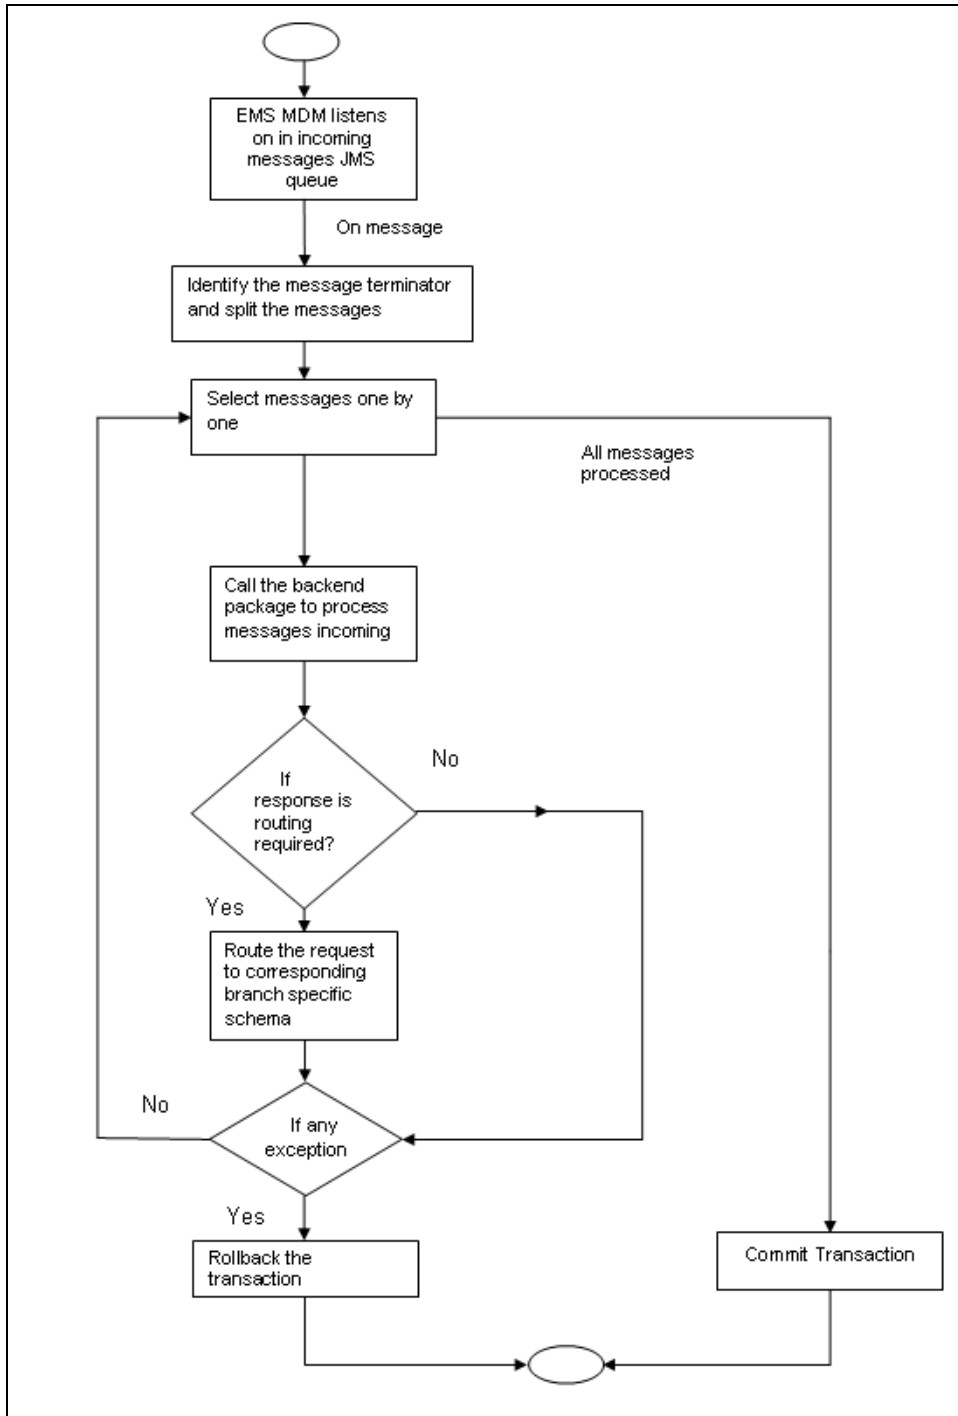 EMS MDM listens
on in incoming
messages JMS
queue
On message
Identify the message terminator
and split the messages
Select messages one by
one
All messages
processed
Call the backend
package to process
messages incoming
No
If
response is
routing
required?
Yes
Route the request
to corresponding
branch specific
schema
No
If any
exception
Yes
Rollback the
transaction
Commit Transaction